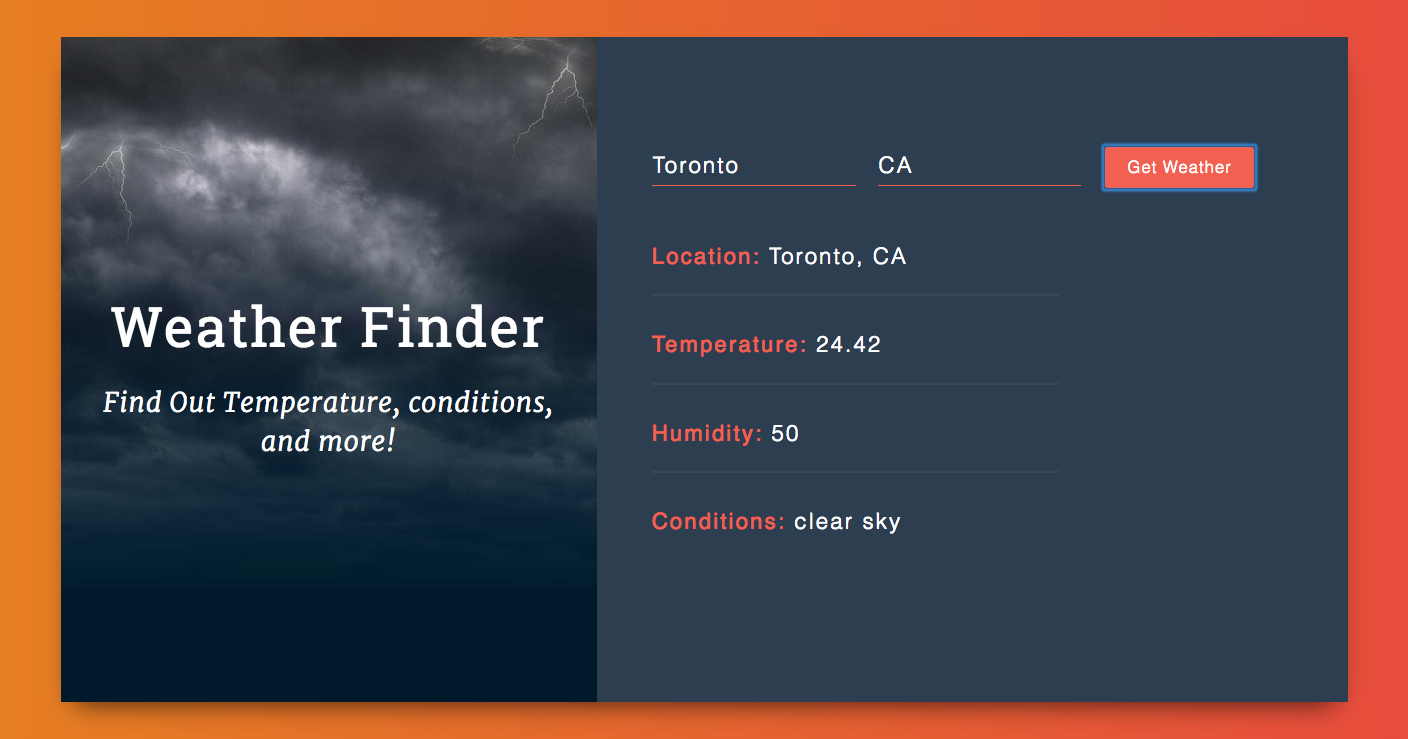 Weather Finder
Find Out Temperature, conditions,
and more!
Toronto CA Get Weather
Location: Toronto, CA
Temperature: 24.42
Humidity: 50
Conditions: clear sky